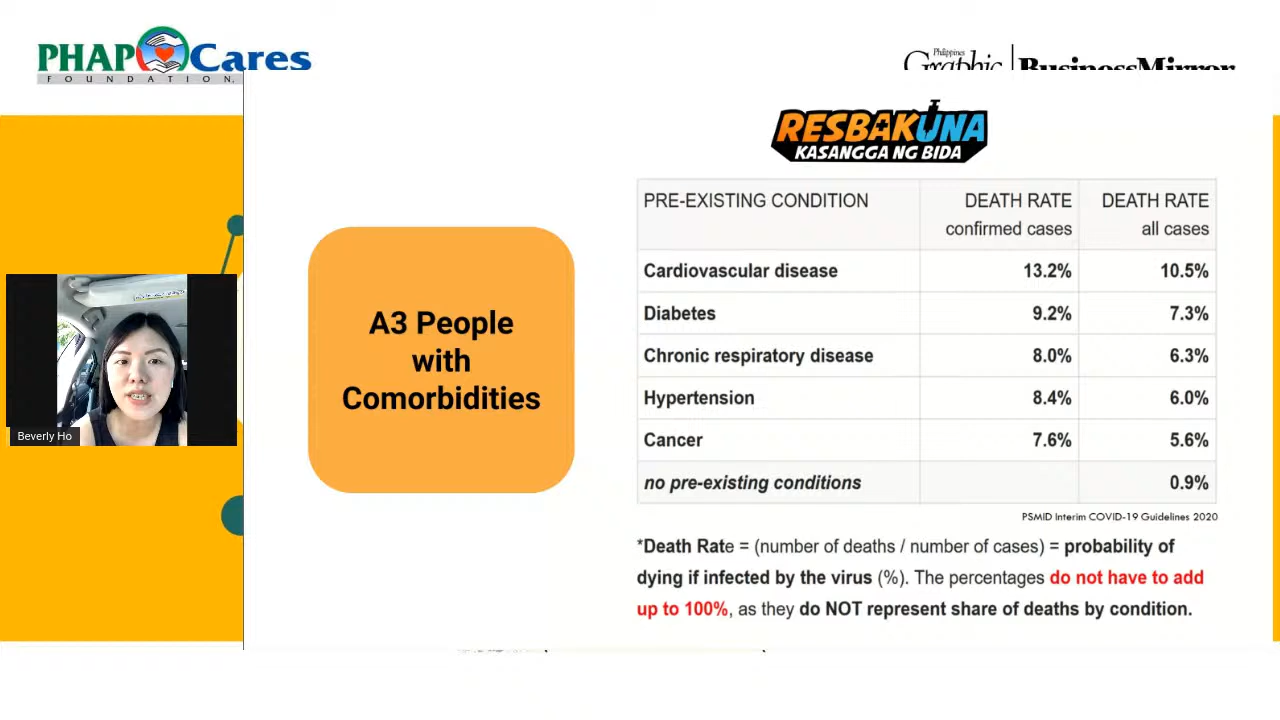 PHAP Cares
FOUNDATION.
Philippines
Graphic
BusinessMirror
RESBAKUNA
KASANGGA NG BIDA
A3 People
with
Comorbidities
PRE-EXISTING CONDITION DEATH RATE confirmed cases DEATH RATE all cases
Cardiovascular disease 13.2% 10.5%
Diabetes 9.2% 7.3%
Chronic respiratory disease 8.0% 6.3%
Hypertension 8.4% 6.0%
Cancer 7.6% 5.6%
no pre-existing conditions 0.9%
PSMID Interim COVID-19 Guidelines 2020
*Death Rate = (number of deaths / number of cases) = probability of
dying if infected by the virus (%). The percentages do not have to add
up to 100%, as they do NOT represent share of deaths by condition.
Beverly Ho